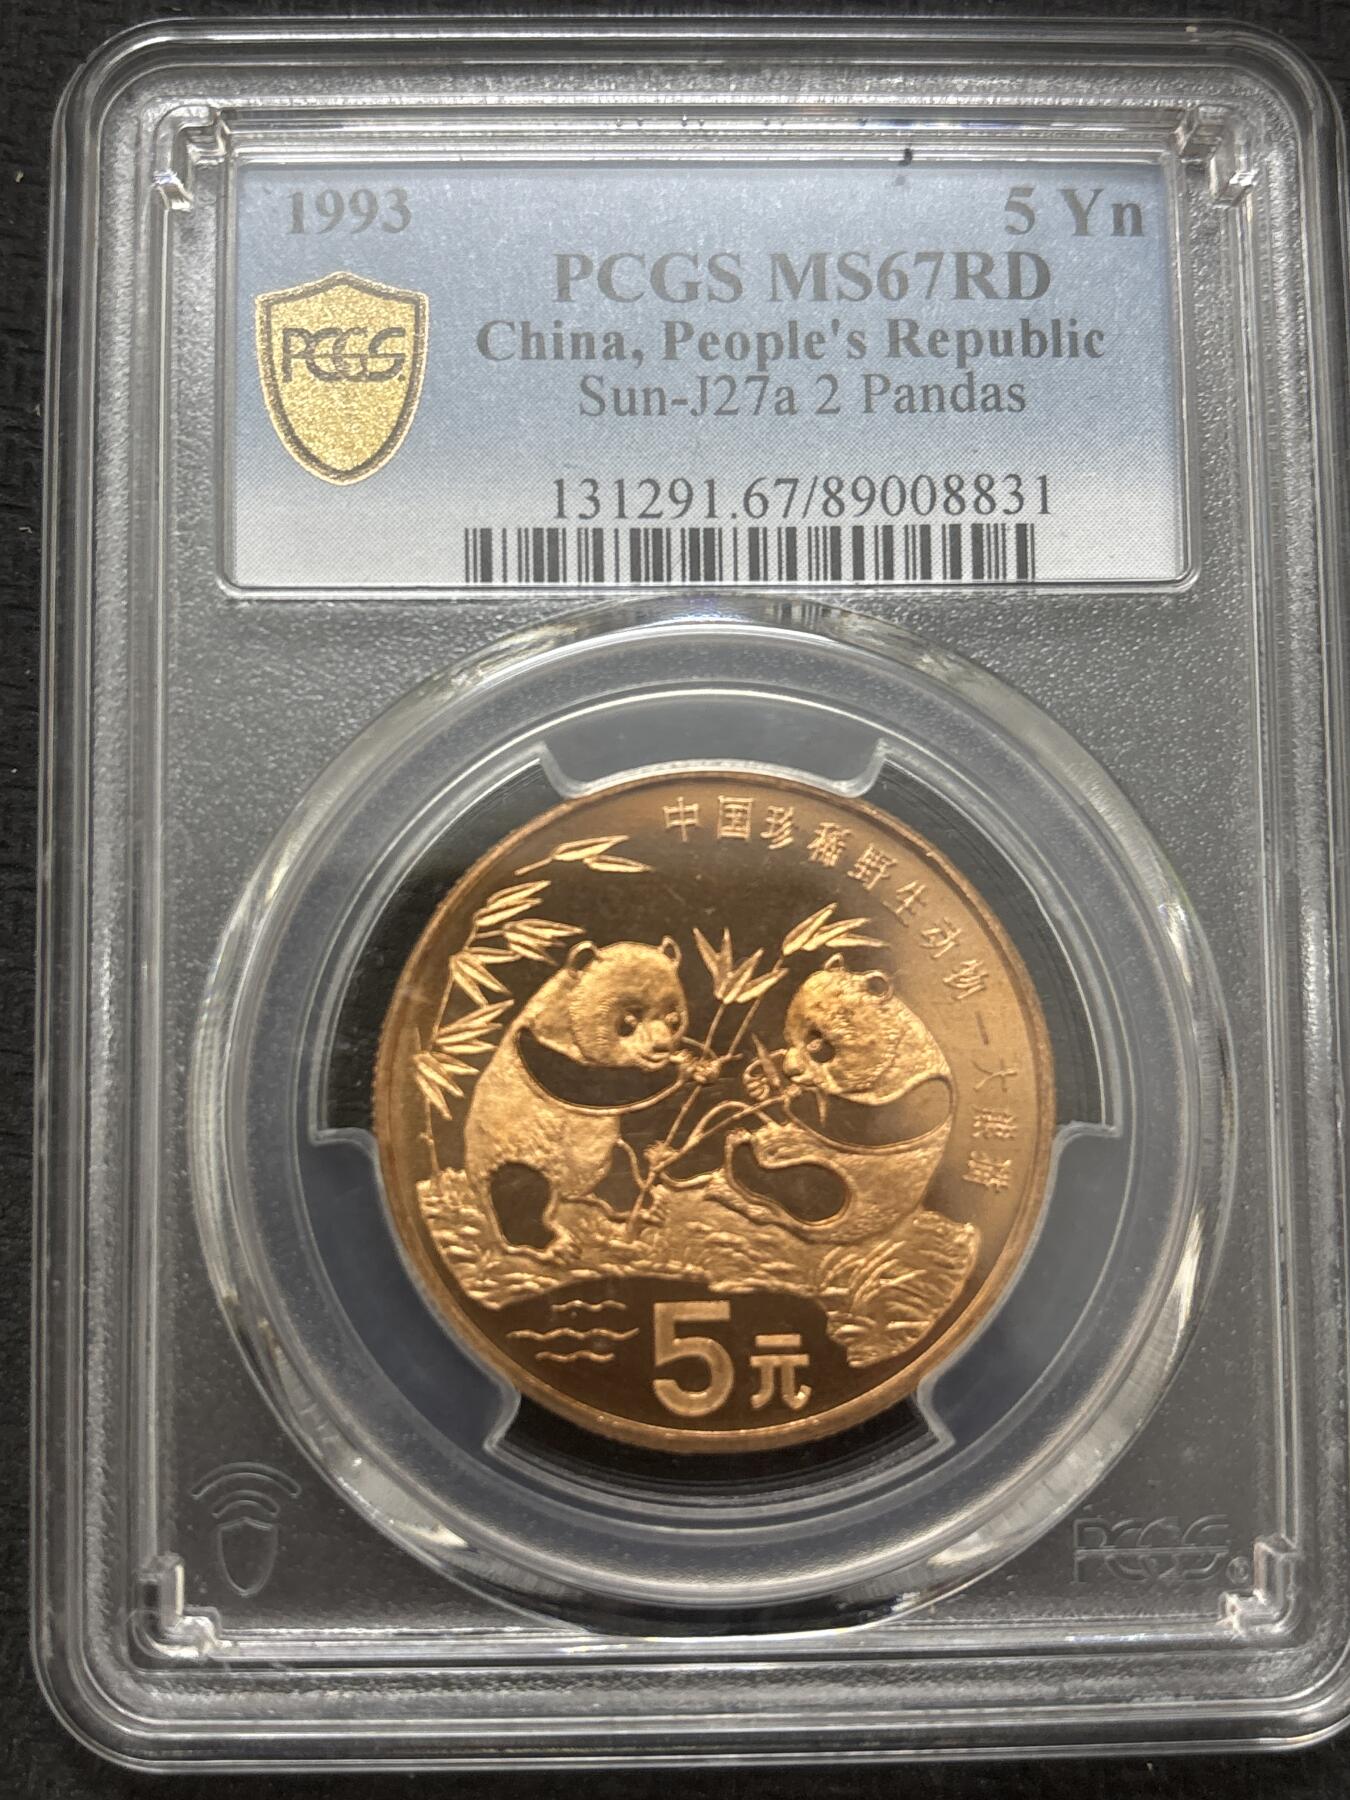 1993
5 Yn
PCGS MS67RD
China, People's Republic
Sun-J27a 2 Pandas
PCGS
131291.67/89008831
中国珍稀野生动物—大熊猫
5元
PCGS